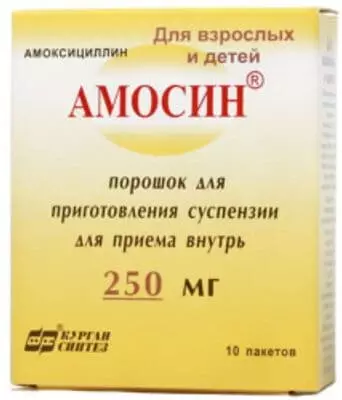 Для взрослых
и детей
АМОКСИЦИЛЛИН
АМОСИН®
порошок для
приготовления суспензии
для приема внутрь
250 мг
КУРГАН
СИНТЕЗ
10 пакетов